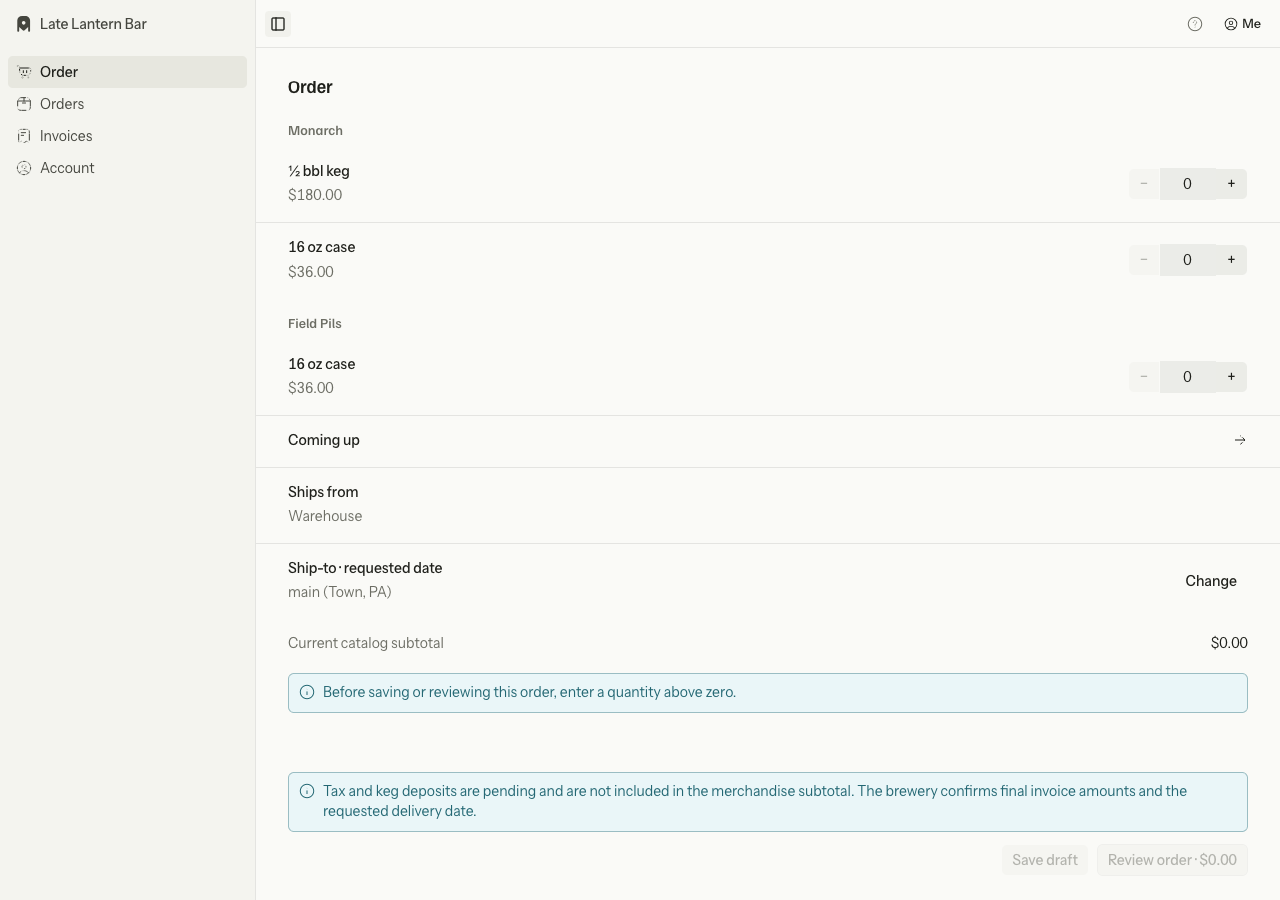 Late Lantern Bar
Me
Order
Orders
Invoices
Account
Order
Monarch
½ bbl keg
$180.00
− 0 +
16 oz case
$36.00
− 0 +
Field Pils
16 oz case
$36.00
− 0 +
Coming up
Ships from
Warehouse
Ship-to · requested date
main (Town, PA)
Change
Current catalog subtotal
$0.00
Before saving or reviewing this order, enter a quantity above zero.
Tax and keg deposits are pending and are not included in the merchandise subtotal. The brewery confirms final invoice amounts and the
requested delivery date.
Save draft
Review order · $0.00